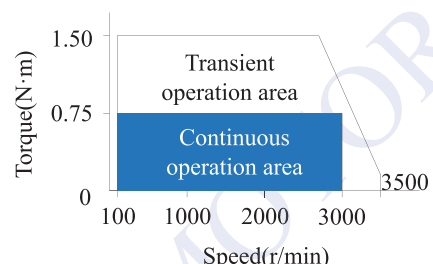 1.50
Transient
operation area
0.75
Continuous
operation area
Torque(N·m)
0
3500
100 1000 2000 3000
Speed(r/min)
MOTOR